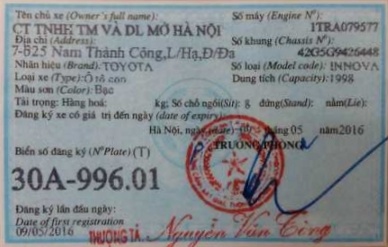 Tên chủ xe (Owner's full name): Số máy (Engine N°):
CT TNHH TM VÀ DL MỞ HÀ NỘI 1TRA079577
Địa chỉ (Address): Số khung (Chassis N°):
7-B25 Nam Thành Công,L/Hạ,Đ/Đa 42G5G9426448
Nhãn hiệu (Brand): TOYOTA Số loại (Model code): INNOVA
Loại xe (Type): Ô tô con Dung tích (Capacity): 1998
Màu sơn (Color): Bạc
Tải trọng: Hàng hoá: kg; Số chỗ ngồi(Sit): 8 đứng(Stand): nằm(Lie):
Đăng ký xe có giá trị đến ngày (date of expiry)
Hà Nội, ngày (date) 09 tháng 05 năm 2016
Biển số đăng ký (N°Plate) (T) TRƯỞNG PHÒNG
30A-996.01
Đăng ký lần đầu ngày:
Date of first registration
09/05/2016 THƯỢNG TÁ. Nguyễn Văn Công